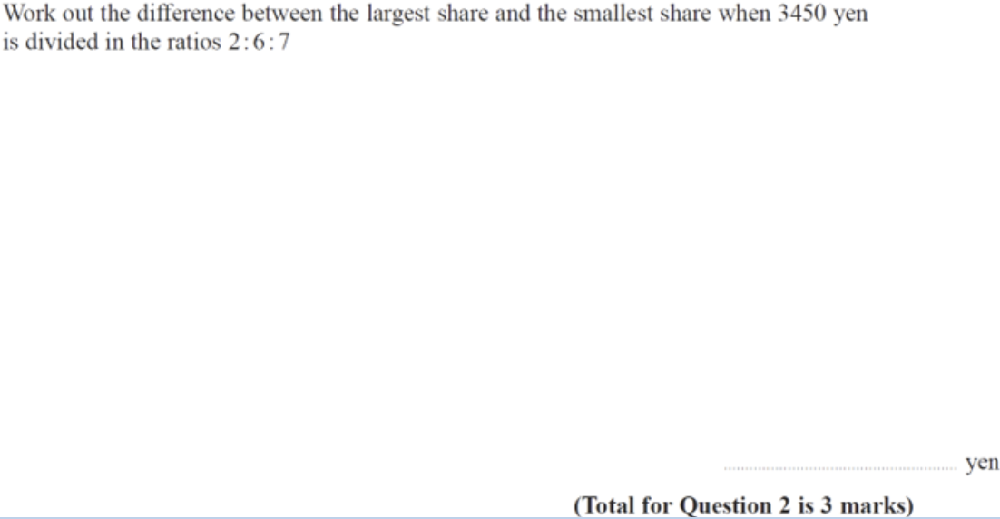 Work out the difference between the largest share and the smallest share when 3450 yen
is divided in the ratios 2:6:7
........................................................ yen
(Total for Question 2 is 3 marks)